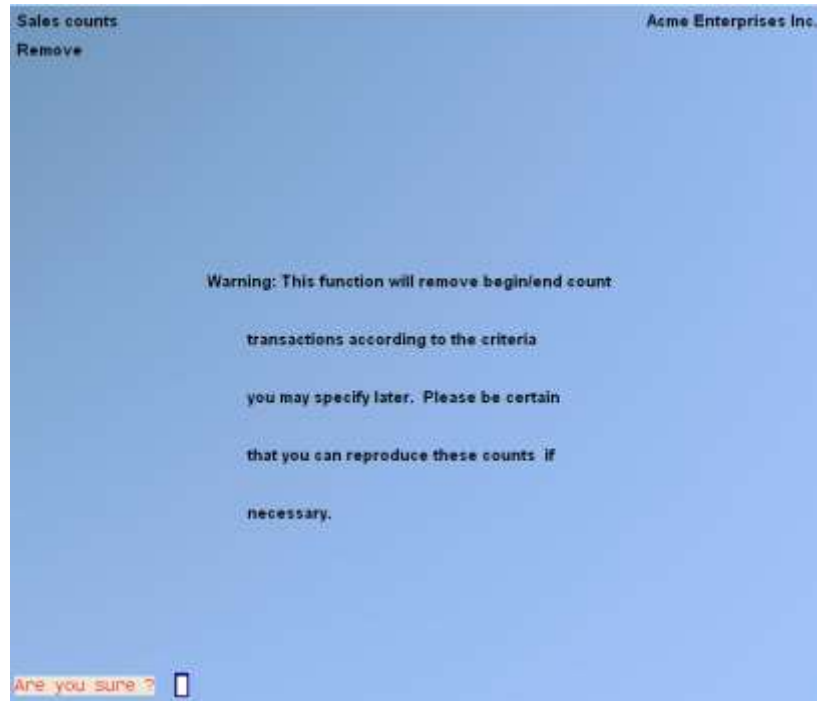 Sales counts Acme Enterprises Inc.
Remove
Warning: This function will remove begin/end count
transactions according to the criteria
you may specify later.  Please be certain
that you can reproduce these counts  if
necessary.
Are you sure ?